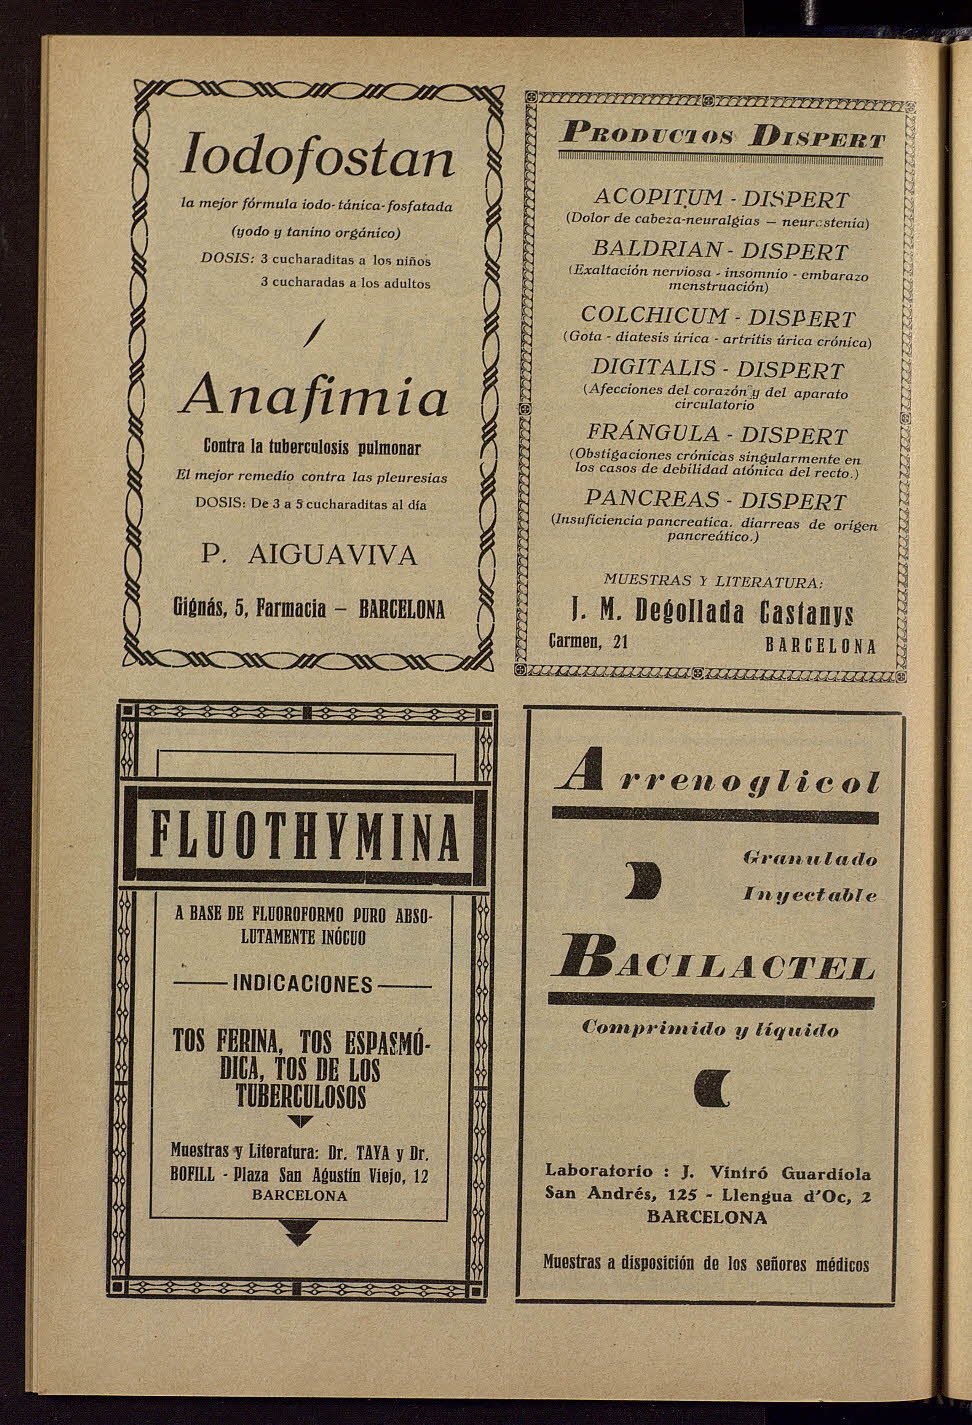 Iodofostan
la mejor fórmula iodo-tánica-fosfatada
(yodo y tanino orgánico)
DOSIS: 3 cucharaditas a los niños
3 cucharadas a los adultos
Anafimia
Contra la tuberculosis pulmonar
El mejor remedio contra las pleuresias
DOSIS: De 3 a 5 cucharaditas al día
P. AIGUAVIVA
Gignás, 5, Farmacia – BARCELONA
PRODUCTOS DISPERT
ACOPITUM - DISPERT
(Dolor de cabeza-neuralgias – neurastenia)
BALDRIAN - DISPERT
(Exaltación nerviosa - insomnio - embarazo
menstruación)
COLCHICUM - DISPERT
(Gota - diatesis úrica - artritis úrica crónica)
DIGITALIS - DISPERT
(Afecciones del corazón y del aparato
circulatorio
FRÁNGULA - DISPERT
(Obstigaciones crónicas singularmente en
los casos de debilidad atónica del recto.)
PANCREAS - DISPERT
(Insuficiencia pancreatica. diarreas de origen
pancreático.)
MUESTRAS Y LITERATURA:
J. M. Degollada Castanys
Carmen, 21 BARCELONA
FLUOTHYMINA
A BASE DE FLUOROFORMO PURO ABSO-
LUTAMENTE INÓCUO
INDICACIONES
TOS FERINA, TOS ESPASMÓ-
DICA, TOS DE LOS
TUBERCULOSOS
Muestras y Literatura: Dr. TAYA y Dr.
BOFILL - Plaza San Agustín Viejo, 12
BARCELONA
Arrenoglicol
Granulado
Inyectable
BACILACTEL
Comprimido y líquido
Laboratorio : J. Viniró Guardiola
San Andrés, 125 - Llengua d'Oc, 2
BARCELONA
Muestras a disposición de los señores médicos